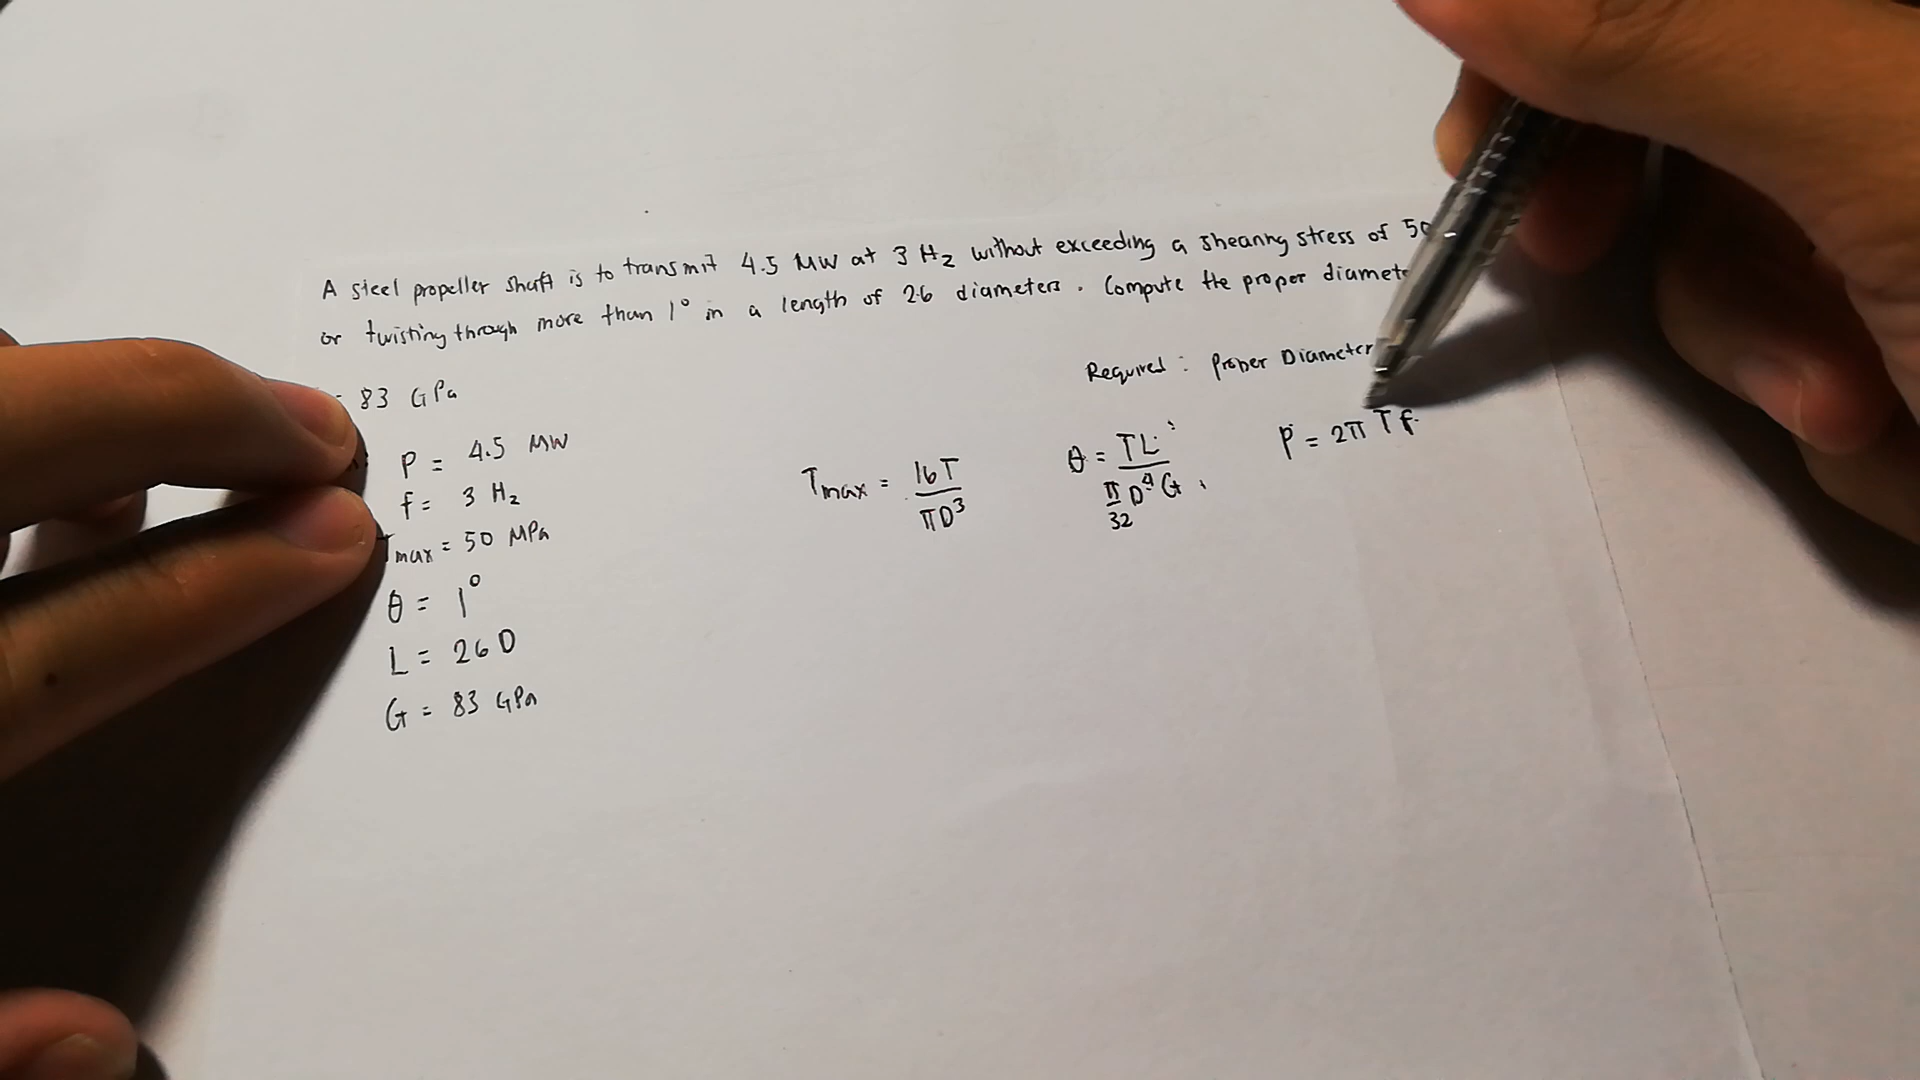 A steel propeller shaft is to transmit 4.5 MW at 3 Hz without exceeding a shearing stress of 50
or twisting through more than 1° in a length of 26 diameters. Compute the proper diamete
Required: Proper Diameter
= 83 GPa
P = 4.5 MW
f = 3 Hz
max = 50 MPa
θ = 1°
L = 26 D
G = 83 GPa
Tmax = 16T / πD³
θ = TL / π/32 D⁴ G
P = 2π T f